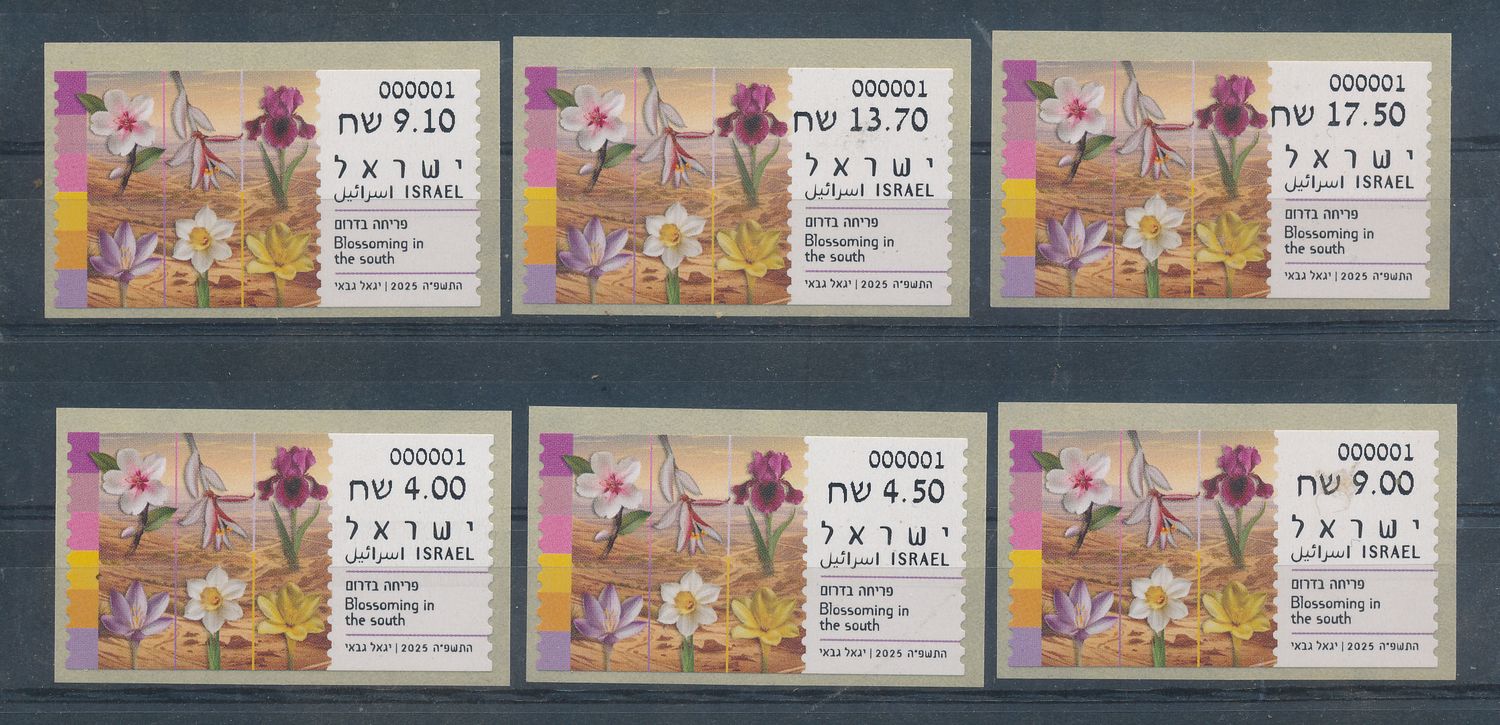 000001
9.10 שח
ישראל
اسرائيل ISRAEL
פריחה בדרום
Blossoming in
the south
התשפ"ה 2025 | יגאל גבאי
000001
13.70 שח
ישראל
اسرائيل ISRAEL
פריחה בדרום
Blossoming in
the south
התשפ"ה 2025 | יגאל גבאי
000001
17.50 שח
ישראל
اسرائيل ISRAEL
פריחה בדרום
Blossoming in
the south
התשפ"ה 2025 | יגאל גבאי
000001
4.00 שח
ישראל
اسرائيل ISRAEL
פריחה בדרום
Blossoming in
the south
התשפ"ה 2025 | יגאל גבאי
000001
4.50 שח
ישראל
اسرائيل ISRAEL
פריחה בדרום
Blossoming in
the south
התשפ"ה 2025 | יגאל גבאי
000001
9.00 שח
ישראל
اسرائيل ISRAEL
פריחה בדרום
Blossoming in
the south
התשפ"ה 2025 | יגאל גבאי